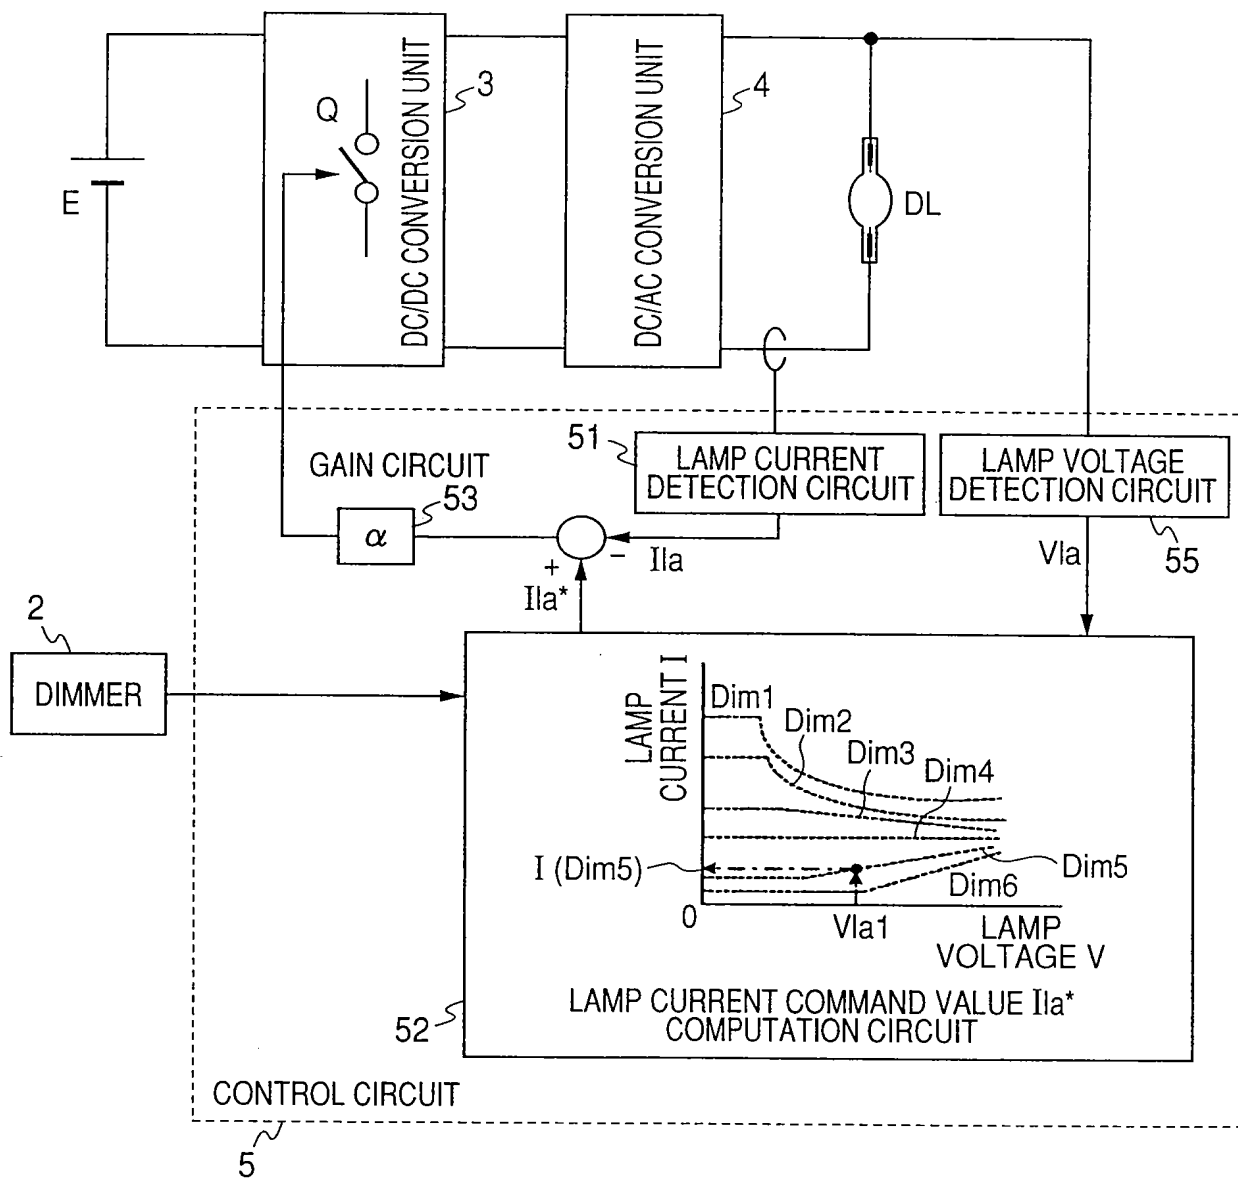 DC/DC CONVERSION UNIT
3
DC/AC CONVERSION UNIT
4
Q
E
DL
51
LAMP CURRENT
DETECTION CIRCUIT
LAMP VOLTAGE
DETECTION CIRCUIT
GAIN CIRCUIT
53
α
+
−
Ila
Vla
55
Ila*
2
DIMMER
LAMP
CURRENT I
Dim1
Dim2
Dim3
Dim4
I (Dim5)
Dim5
Dim6
0
Vla1
LAMP
VOLTAGE V
52
LAMP CURRENT COMMAND VALUE Ila*
COMPUTATION CIRCUIT
CONTROL CIRCUIT
5